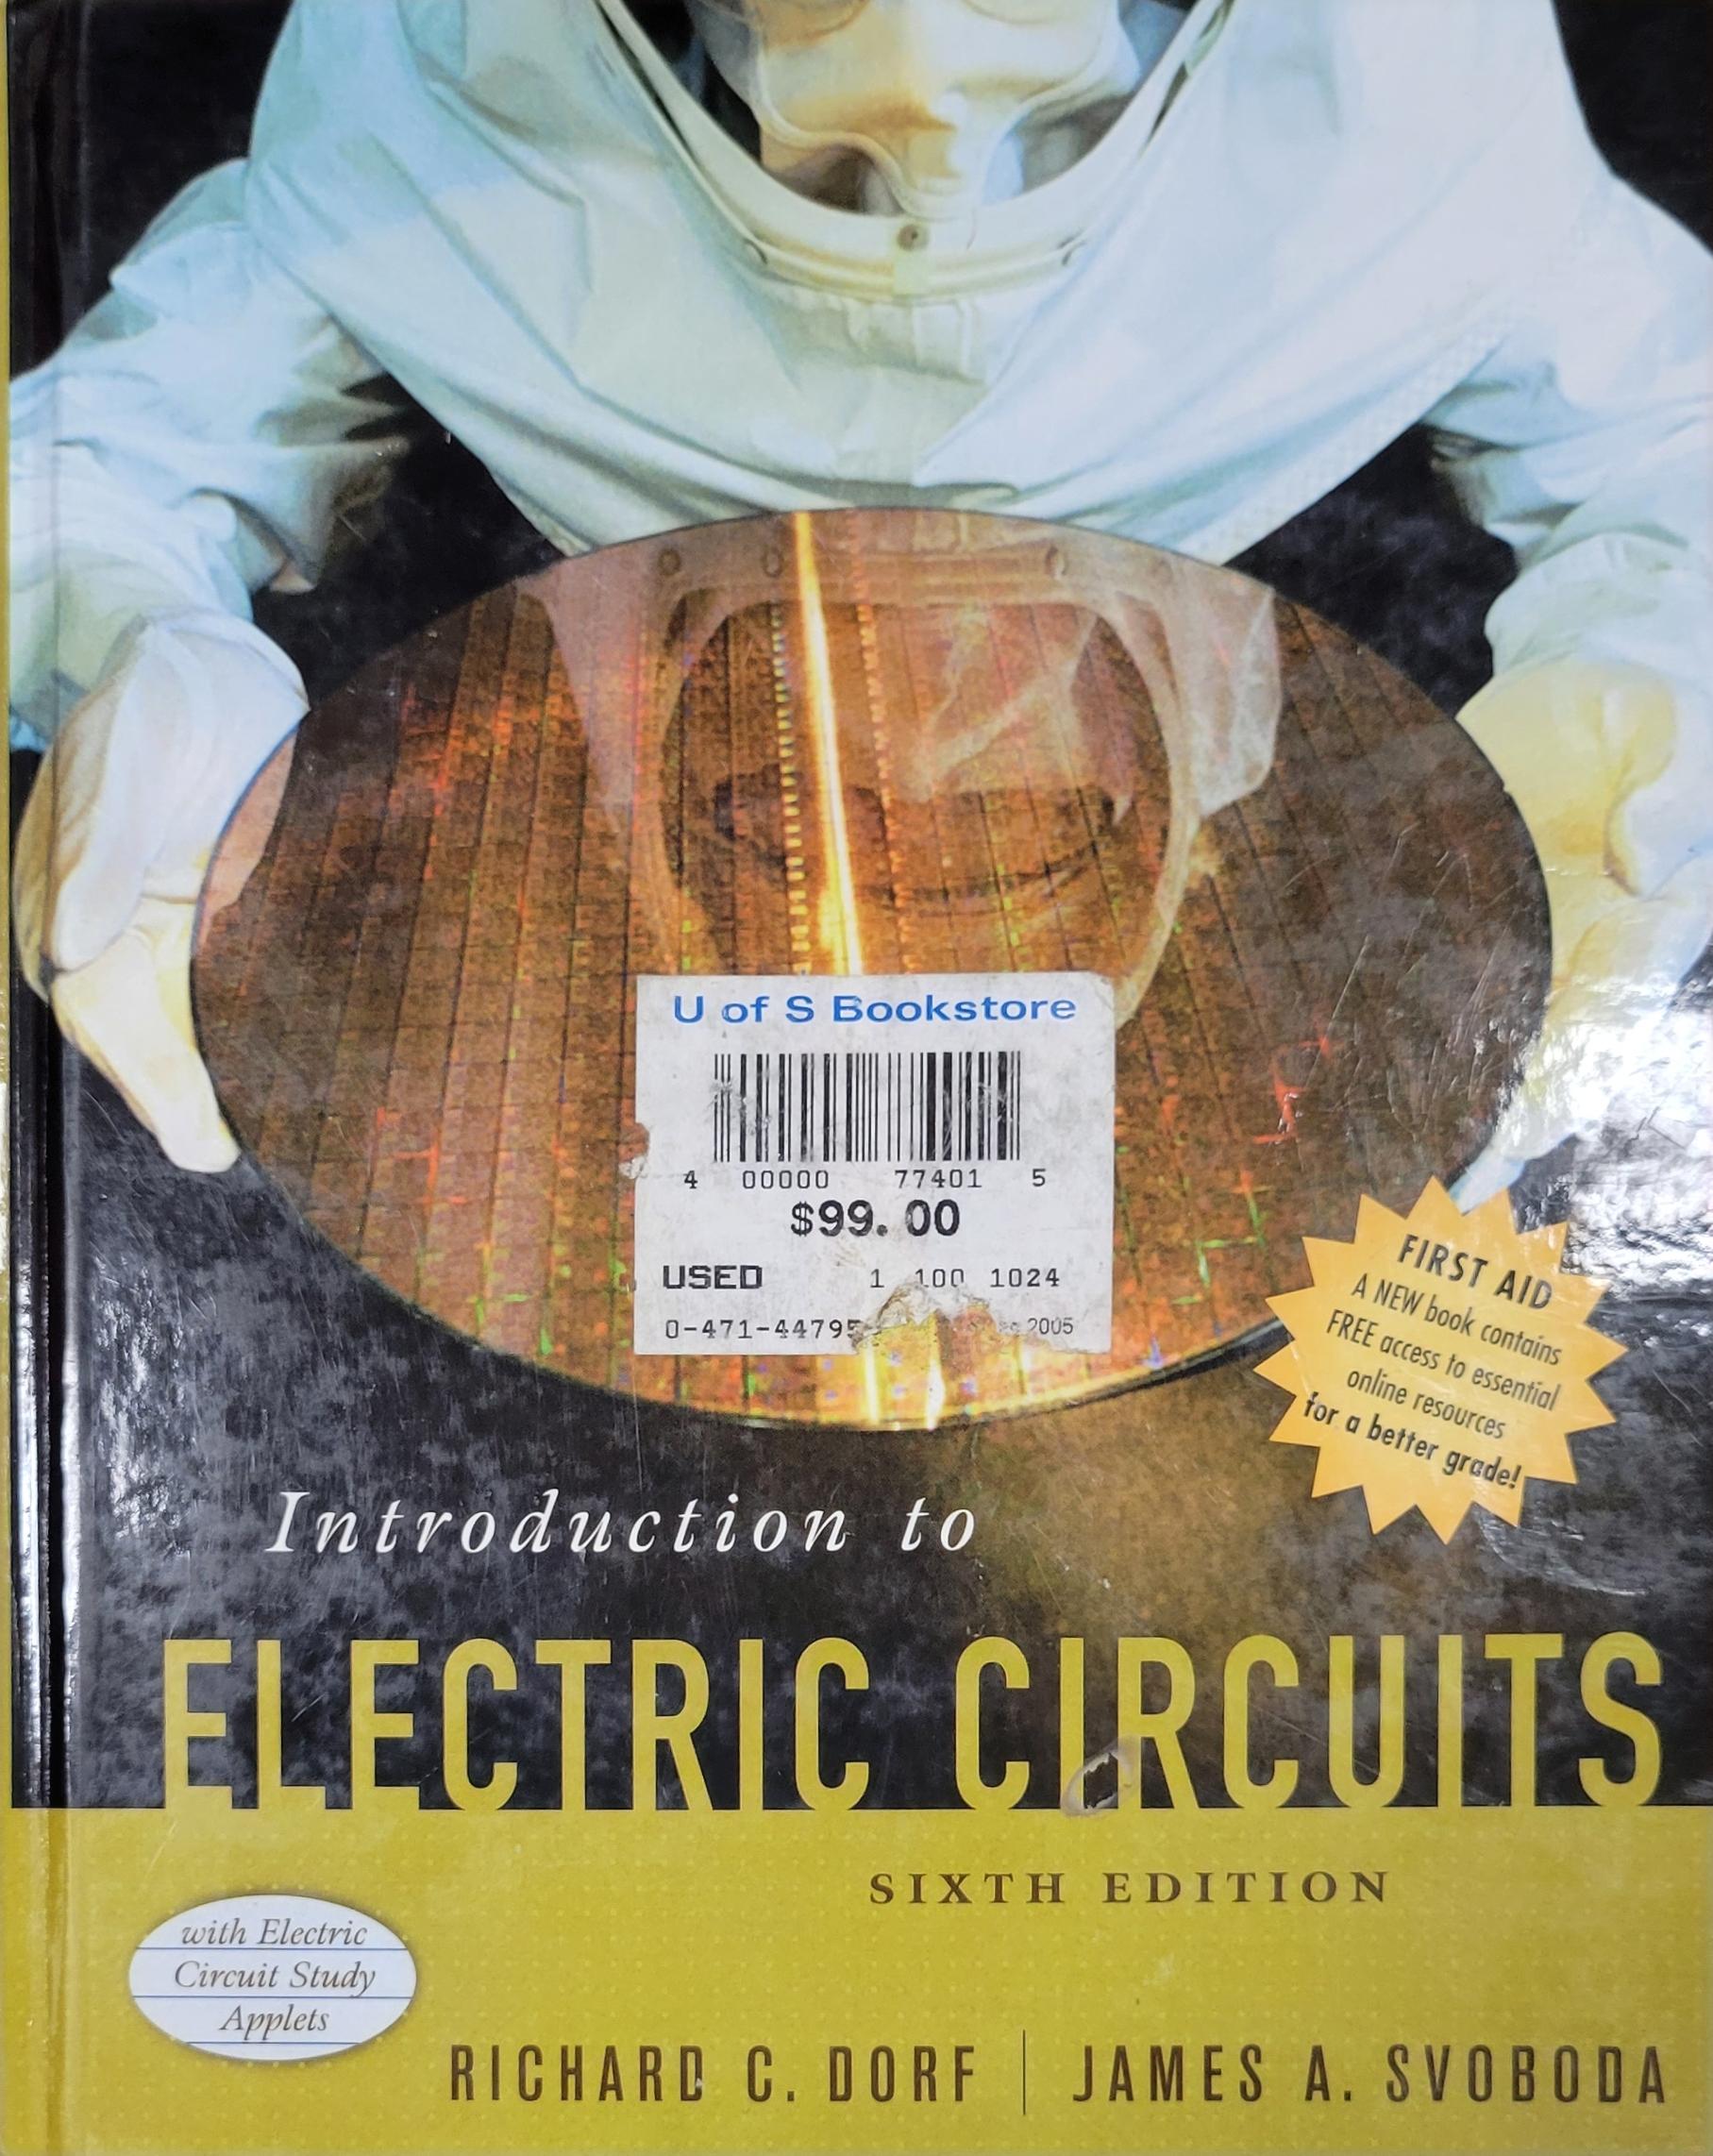 U of S Bookstore
4 00000 77401 5
$99.00
USED 1 100 1024
0-471-44795 2005
FIRST AID
A NEW book contains
FREE access to essential
online resources
for a better grade!
Introduction to
ELECTRIC CIRCUITS
SIXTH EDITION
with Electric
Circuit Study
Applets
RICHARD C. DORF | JAMES A. SVOBODA